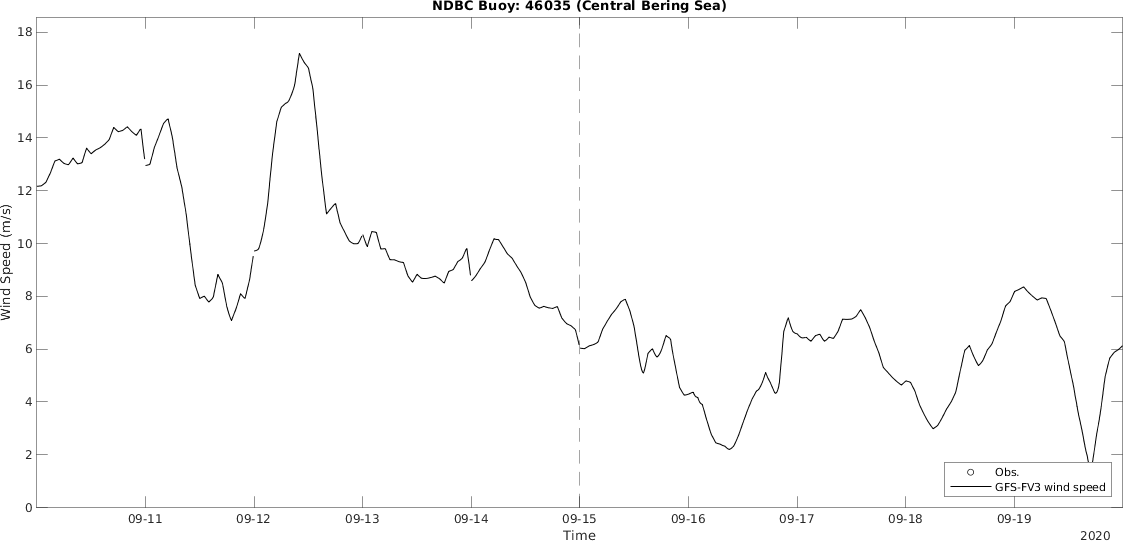 NDBC Buoy: 46035 (Central Bering Sea)
18
16
14
12
10
8
6
4
2
0
Wind Speed (m/s)
09-11 09-12 09-13 09-14 09-15 09-16 09-17 09-18 09-19
Time
2020
Obs.
GFS-FV3 wind speed